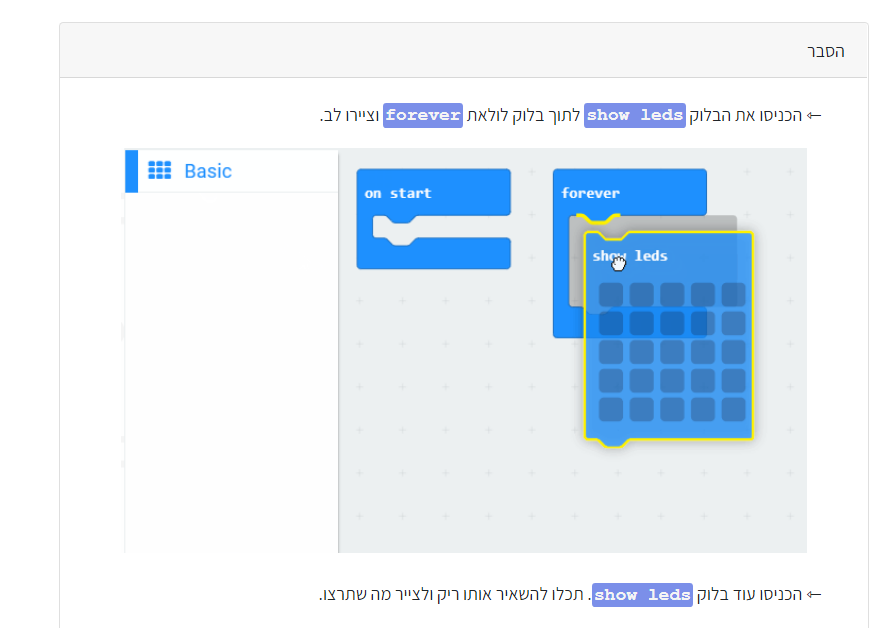 הסבר
⇽ הכניסו את הבלוק show leds לתוך בלוק לולאת forever וציירו לב.
Basic
on start
forever
show leds
⇽ הכניסו עוד בלוק show leds. תכלו להשאיר אותו ריק ולצייר מה שתרצו.